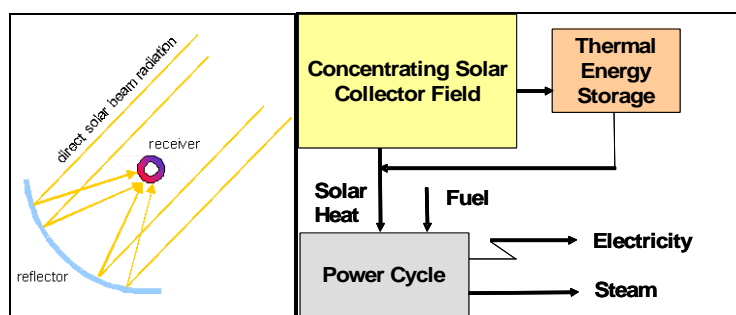 direct solar beam radiation
receiver
reflector
Concentrating Solar
Collector Field
Thermal
Energy
Storage
Solar
Heat
Fuel
Power Cycle
Electricity
Steam